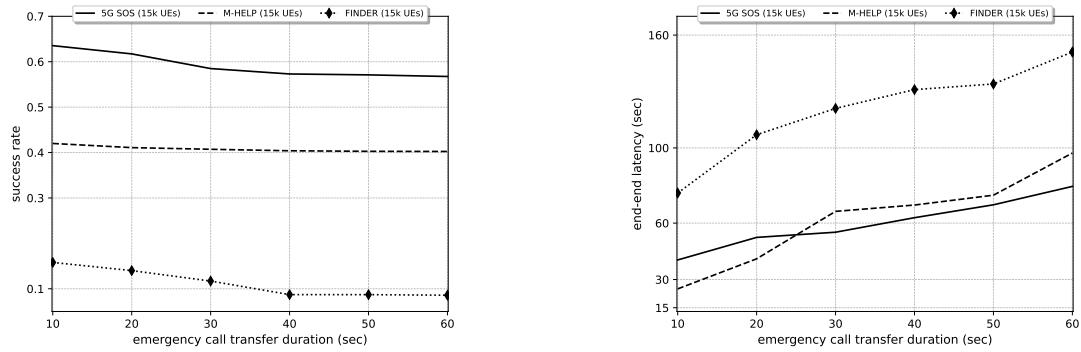 5G SOS (15k UEs) M-HELP (15k UEs) FINDER (15k UEs)
0.7
0.6
0.5
0.4
0.3
0.1
success rate
10 20 30 40 50 60
emergency call transfer duration (sec)
5G SOS (15k UEs) M-HELP (15k UEs) FINDER (15k UEs)
160
100
60
30
15
end-end latency (sec)
10 20 30 40 50 60
emergency call transfer duration (sec)